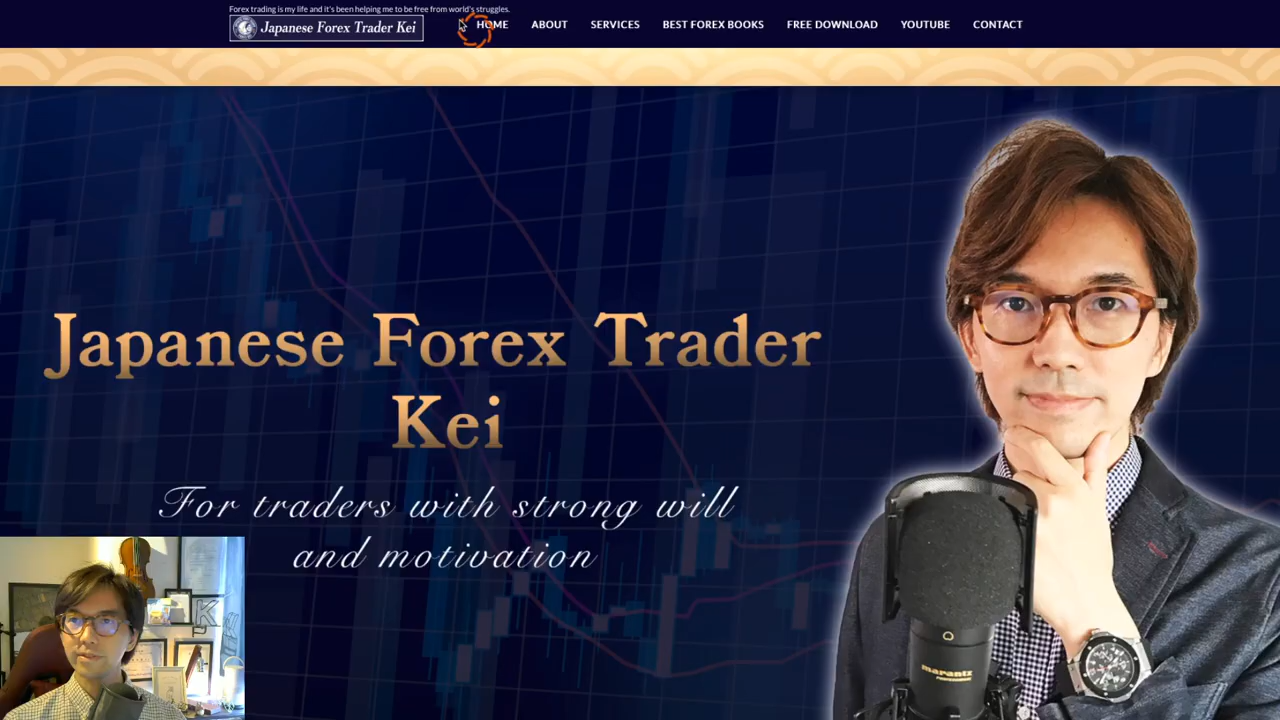 Forex trading is my life and it's been helping me to be free from world's struggles.
Japanese Forex Trader Kei
HOME ABOUT SERVICES BEST FOREX BOOKS FREE DOWNLOAD YOUTUBE CONTACT
Japanese Forex Trader
Kei
For traders with strong will
and motivation
marantz
PROFESSIONAL